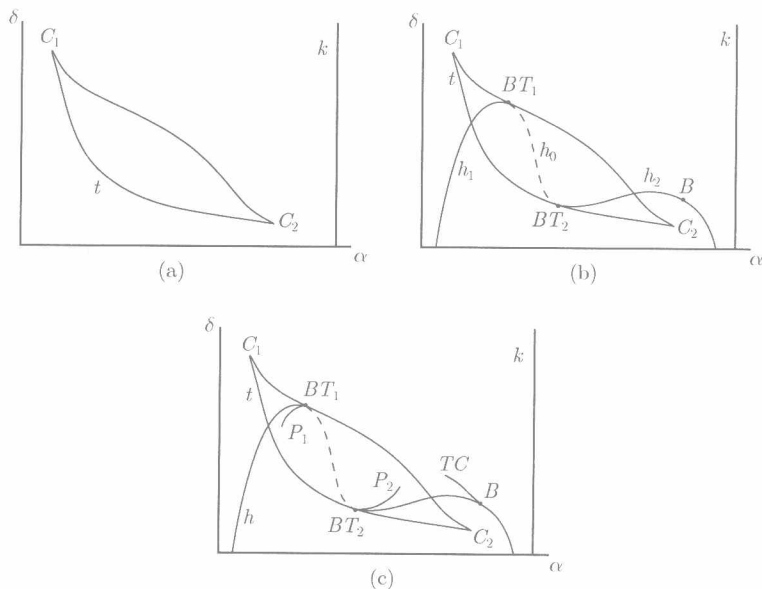 δ
C₁
k
t
C₂
α
(a)
δ
C₁
k
t
BT₁
h₀
h₁
h₂
B
BT₂
C₂
α
(b)
δ
C₁
k
t
BT₁
P₁
TC
P₂
B
h
BT₂
C₂
α
(c)